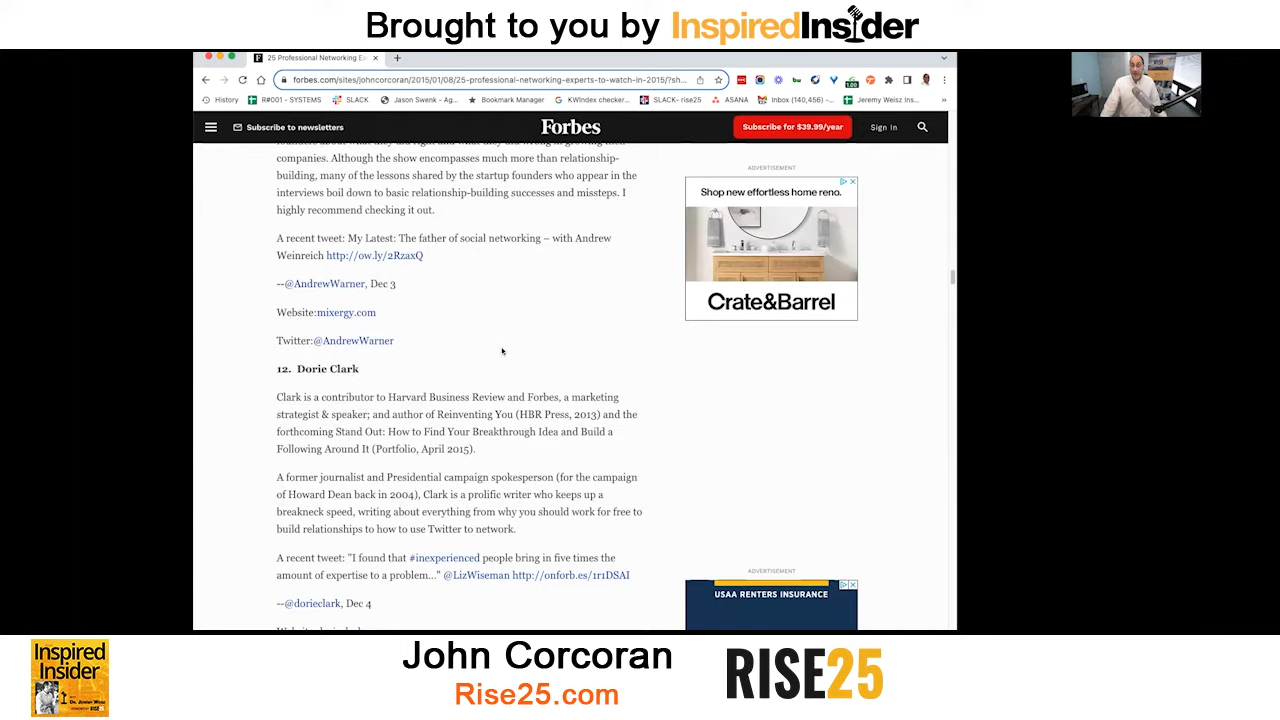 Brought to you by InspiredInsider
25 Professional Networking Ex
forbes.com/sites/johncorcoran/2015/01/08/25-professional-networking-experts-to-watch-in-2015/?sh...
History R#001 - SYSTEMS SLACK Jason Swenk - Ag... Bookmark Manager KWIndex checker... SLACK- rise25 ASANA Inbox (140,456) -... Jeremy Weisz Ins... »
Subscribe to newsletters Forbes Subscribe for $39.99/year Sign In
companies. Although the show encompasses much more than relationship-
building, many of the lessons shared by the startup founders who appear in the
interviews boil down to basic relationship-building successes and missteps. I
highly recommend checking it out.
A recent tweet: My Latest: The father of social networking – with Andrew
Weinreich http://ow.ly/2RzaxQ
--@AndrewWarner, Dec 3
Website:mixergy.com
Twitter:@AndrewWarner
12. Dorie Clark
Clark is a contributor to Harvard Business Review and Forbes, a marketing
strategist & speaker; and author of Reinventing You (HBR Press, 2013) and the
forthcoming Stand Out: How to Find Your Breakthrough Idea and Build a
Following Around It (Portfolio, April 2015).
A former journalist and Presidential campaign spokesperson (for the campaign
of Howard Dean back in 2004), Clark is a prolific writer who keeps up a
breakneck speed, writing about everything from why you should work for free to
build relationships to how to use Twitter to network.
A recent tweet: "I found that #inexperienced people bring in five times the
amount of expertise to a problem..." @LizWiseman http://onforb.es/1r1DSAI
--@dorieclark, Dec 4
ADVERTISEMENT
Shop new effortless home reno.
Crate&Barrel
ADVERTISEMENT
USAA RENTERS INSURANCE
Inspired
Insider
John Corcoran
Rise25.com
RISE25